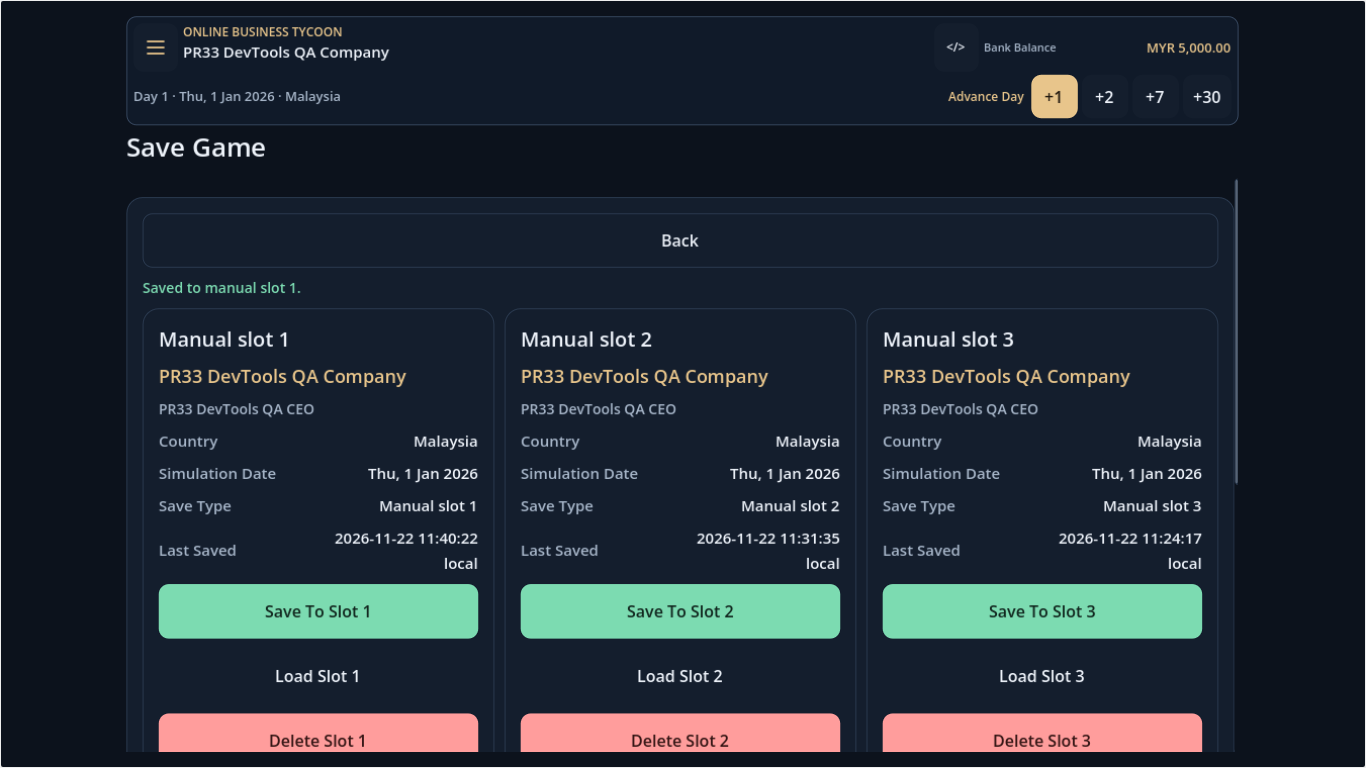 ONLINE BUSINESS TYCOON
PR33 DevTools QA Company
</> Bank Balance MYR 5,000.00
Day 1 · Thu, 1 Jan 2026 · Malaysia
Advance Day +1 +2 +7 +30
Save Game
Back
Saved to manual slot 1.
Manual slot 1
PR33 DevTools QA Company
PR33 DevTools QA CEO
Country Malaysia
Simulation Date Thu, 1 Jan 2026
Save Type Manual slot 1
Last Saved 2026-11-22 11:40:22
local
Save To Slot 1
Load Slot 1
Delete Slot 1
Manual slot 2
PR33 DevTools QA Company
PR33 DevTools QA CEO
Country Malaysia
Simulation Date Thu, 1 Jan 2026
Save Type Manual slot 2
Last Saved 2026-11-22 11:31:35
local
Save To Slot 2
Load Slot 2
Delete Slot 2
Manual slot 3
PR33 DevTools QA Company
PR33 DevTools QA CEO
Country Malaysia
Simulation Date Thu, 1 Jan 2026
Save Type Manual slot 3
Last Saved 2026-11-22 11:24:17
local
Save To Slot 3
Load Slot 3
Delete Slot 3